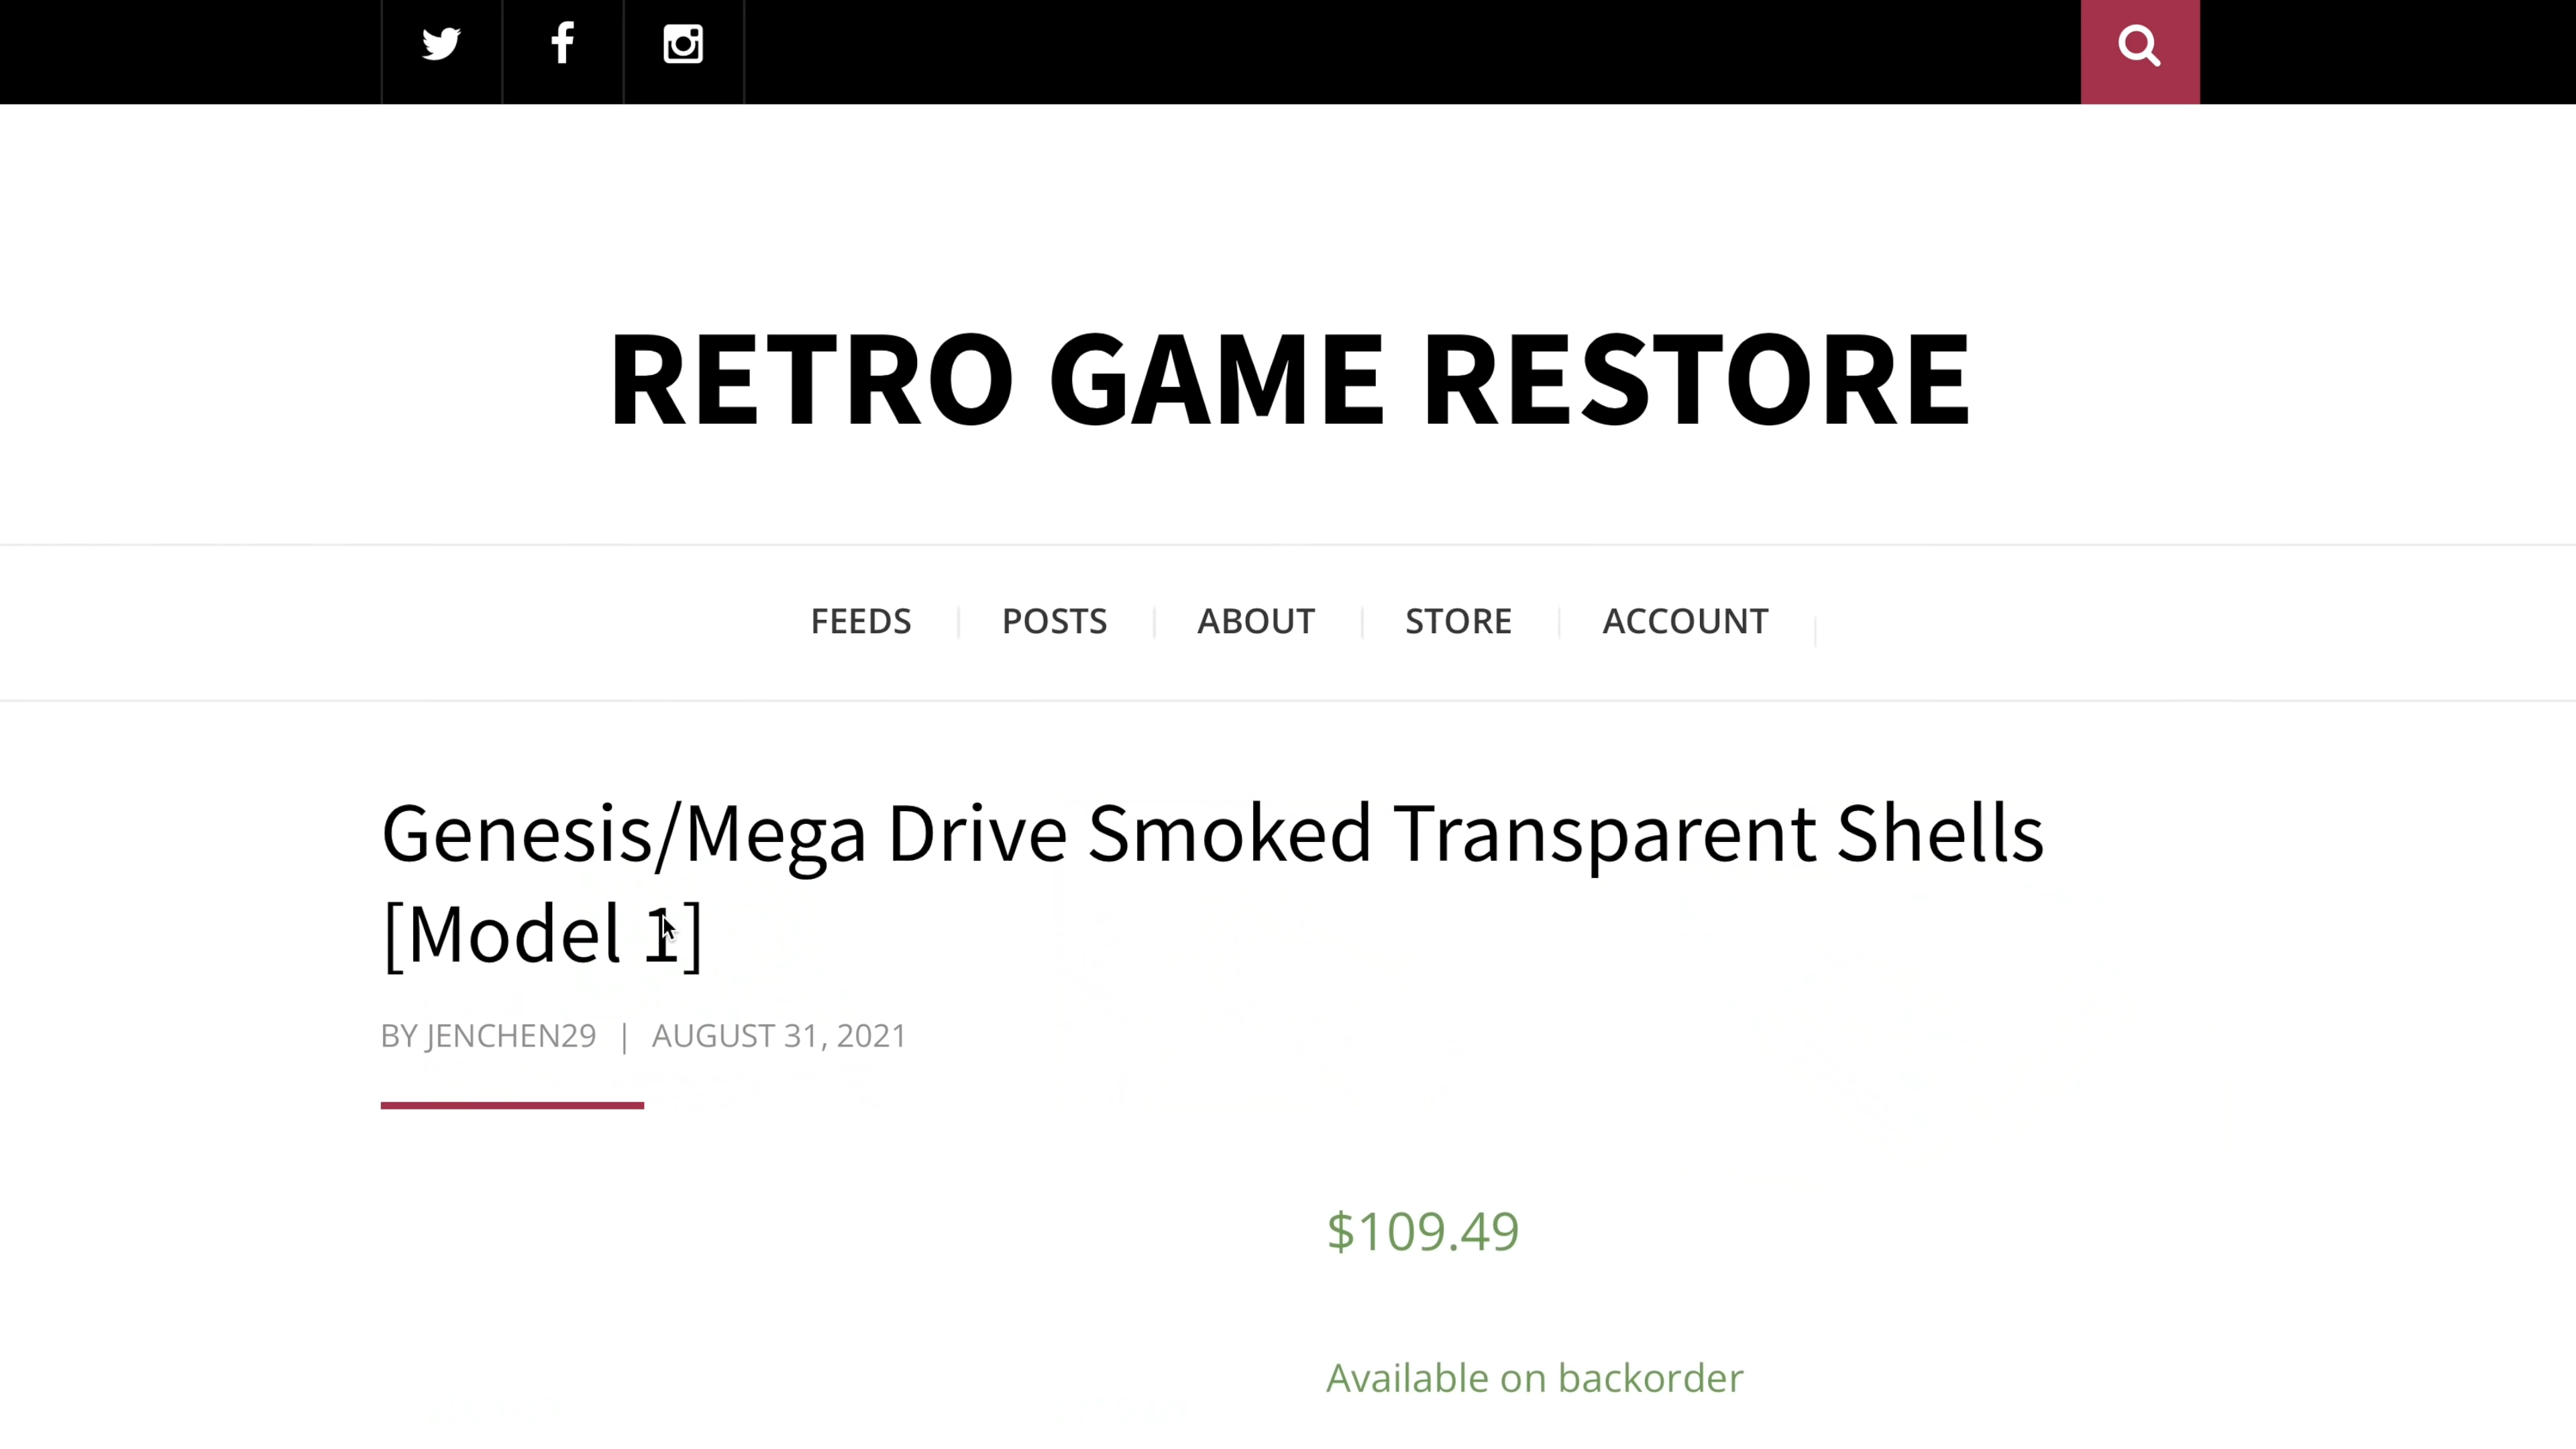 RETRO GAME RESTORE
FEEDS
POSTS
ABOUT
STORE
ACCOUNT
Genesis/Mega Drive Smoked Transparent Shells
[Model 1]
BY JENCHEN29 | AUGUST 31, 2021
$109.49
Available on backorder